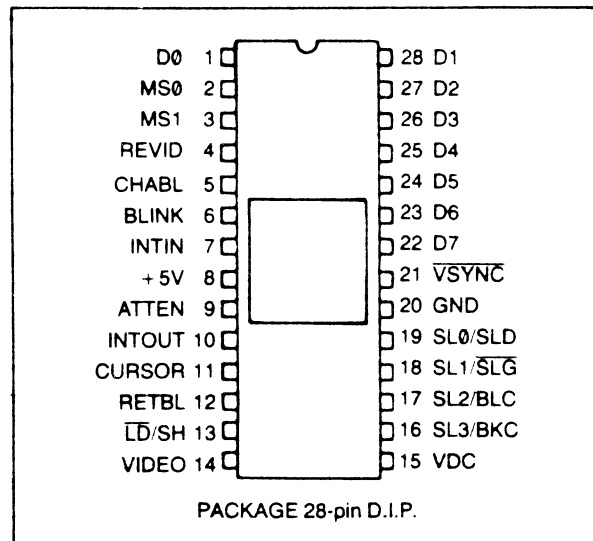 D0 1 28 D1
MS0 2 27 D2
MS1 3 26 D3
REVID 4 25 D4
CHABL 5 24 D5
BLINK 6 23 D6
INTIN 7 22 D7
+5V 8 21 V̅S̅Y̅N̅C̅
ATTEN 9 20 GND
INTOUT 10 19 SL0/SLD
CURSOR 11 18 SL1/S̅L̅G̅
RETBL 12 17 SL2/BLC
L̅D̅/SH 13 16 SL3/BKC
VIDEO 14 15 VDC
PACKAGE 28-pin D.I.P.